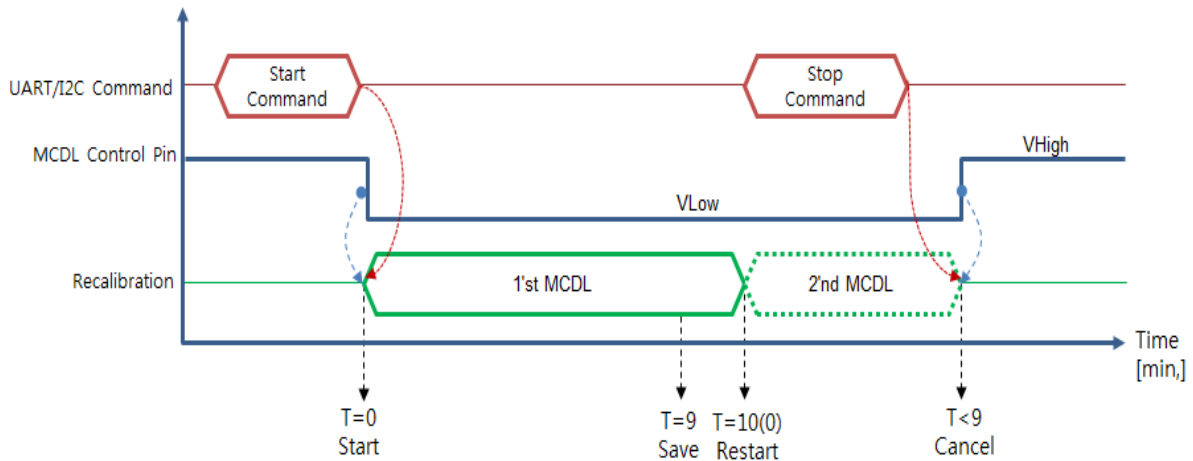 Start
Command
Stop
Command
UART/I2C Command
MCDL Control Pin
VHigh
VLow
Recalibration
1'st MCDL
2'nd MCDL
Time
[min,]
T=0
Start
T=9
Save
T=10(0)
Restart
T<9
Cancel